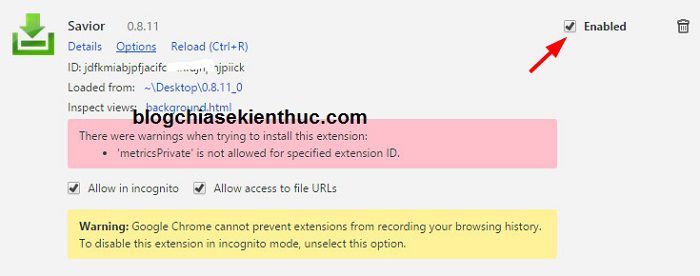 Savior 0.8.11 Enabled
Details Options Reload (Ctrl+R)
ID:
Loaded from: ~\Desktop\0.8.11_0
Inspect views: background.html
blogchiasekienthuc.com
There were warnings when trying to install this extension:
• 'metricsPrivate' is not allowed for specified extension ID.
Allow in incognito Allow access to file URLs
Warning: Google Chrome cannot prevent extensions from recording your browsing history.
To disable this extension in incognito mode, unselect this option.